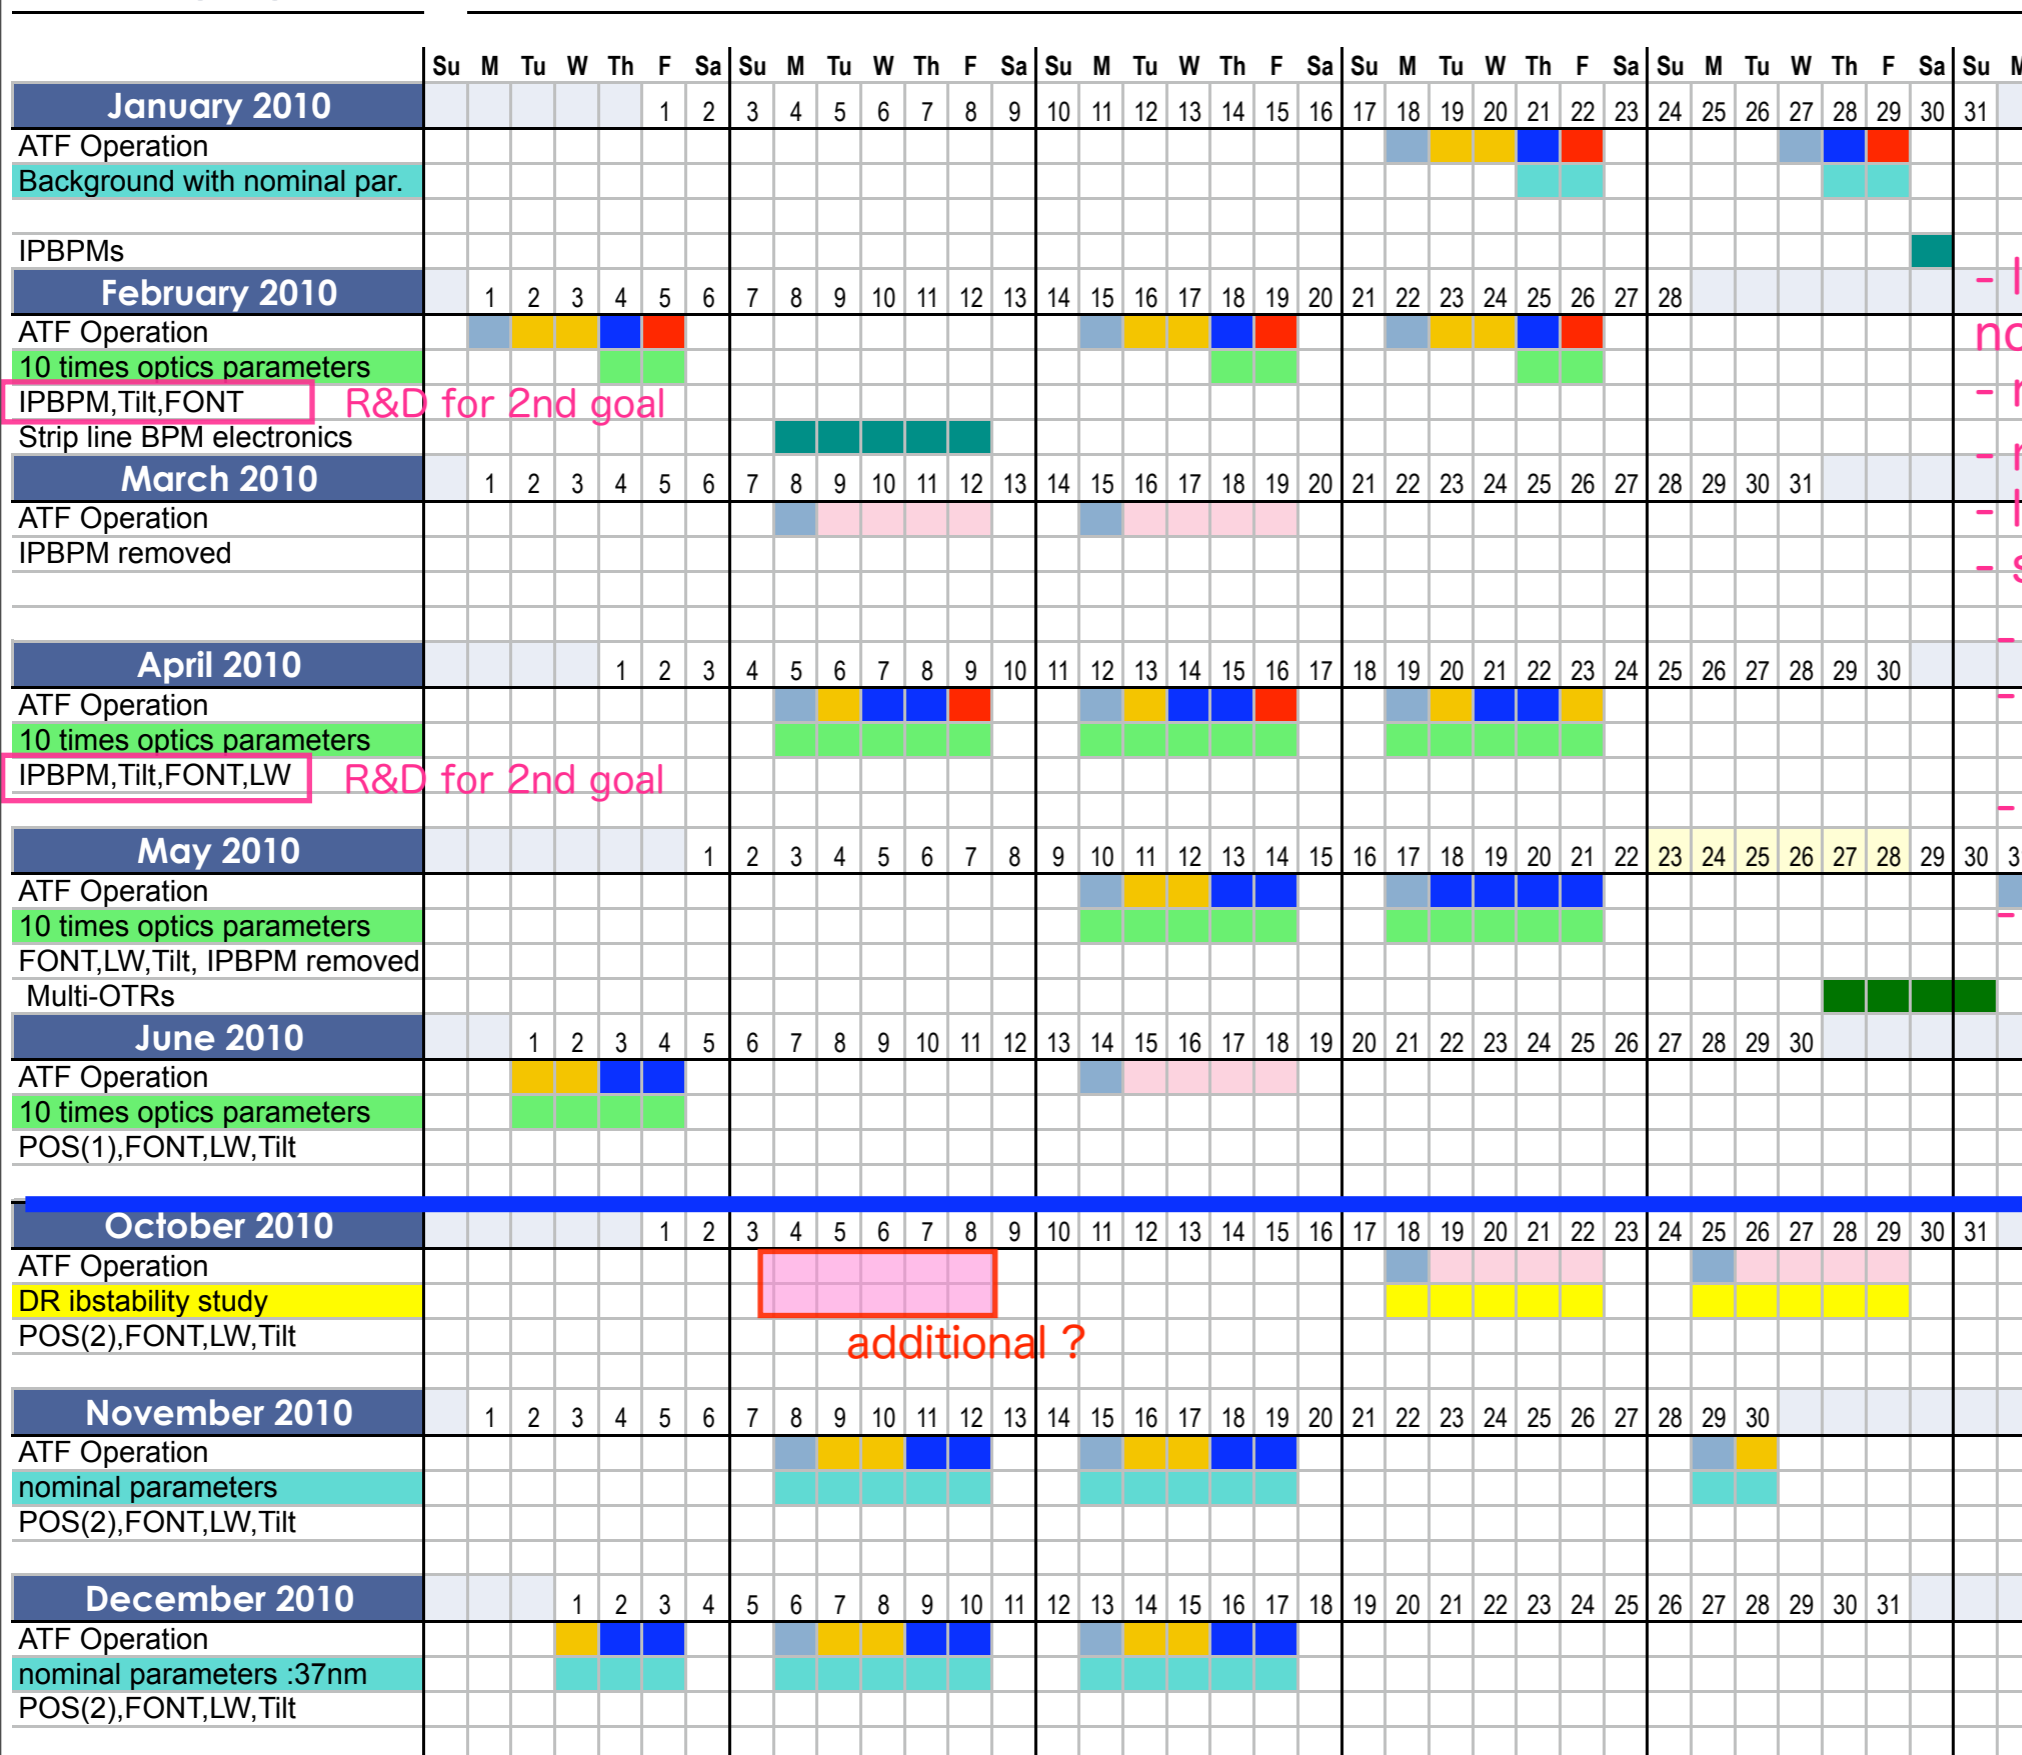 Su M Tu W Th F Sa Su M Tu W Th F Sa Su M Tu W Th F Sa Su M Tu W Th F Sa Su M Tu W Th F Sa Su
January 2010 1 2 3 4 5 6 7 8 9 10 11 12 13 14 15 16 17 18 19 20 21 22 23 24 25 26 27 28 29 30 31
ATF Operation
Background with nominal par.
IPBPMs
February 2010 1 2 3 4 5 6 7 8 9 10 11 12 13 14 15 16 17 18 19 20 21 22 23 24 25 26 27 28
ATF Operation
10 times optics parameters
IPBPM,Tilt,FONT R&D for 2nd goal
Strip line BPM electronics
March 2010 1 2 3 4 5 6 7 8 9 10 11 12 13 14 15 16 17 18 19 20 21 22 23 24 25 26 27 28 29 30 31
ATF Operation
IPBPM removed
April 2010 1 2 3 4 5 6 7 8 9 10 11 12 13 14 15 16 17 18 19 20 21 22 23 24 25 26 27 28 29 30
ATF Operation
10 times optics parameters
IPBPM,Tilt,FONT,LW R&D for 2nd goal
May 2010 1 2 3 4 5 6 7 8 9 10 11 12 13 14 15 16 17 18 19 20 21 22 23 24 25 26 27 28 29 30
ATF Operation
10 times optics parameters
FONT,LW,Tilt, IPBPM removed
Multi-OTRs
June 2010 1 2 3 4 5 6 7 8 9 10 11 12 13 14 15 16 17 18 19 20 21 22 23 24 25 26 27 28 29 30
ATF Operation
10 times optics parameters
POS(1),FONT,LW,Tilt
October 2010 1 2 3 4 5 6 7 8 9 10 11 12 13 14 15 16 17 18 19 20 21 22 23 24 25 26 27 28 29 30 31
ATF Operation
DR ibstability study
POS(2),FONT,LW,Tilt additional ?
November 2010 1 2 3 4 5 6 7 8 9 10 11 12 13 14 15 16 17 18 19 20 21 22 23 24 25 26 27 28 29 30
ATF Operation
nominal parameters
POS(2),FONT,LW,Tilt
December 2010 1 2 3 4 5 6 7 8 9 10 11 12 13 14 15 16 17 18 19 20 21 22 23 24 25 26 27 28 29 30 31
ATF Operation
nominal parameters :37nm
POS(2),FONT,LW,Tilt